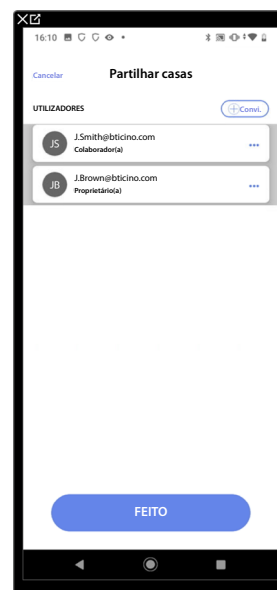 16:10
Cancelar Partilhar casas
UTILIZADORES Convi.
JS J.Smith@bticino.com
Colaborador(a)
JB J.Brown@bticino.com
Proprietário(a)
FEITO